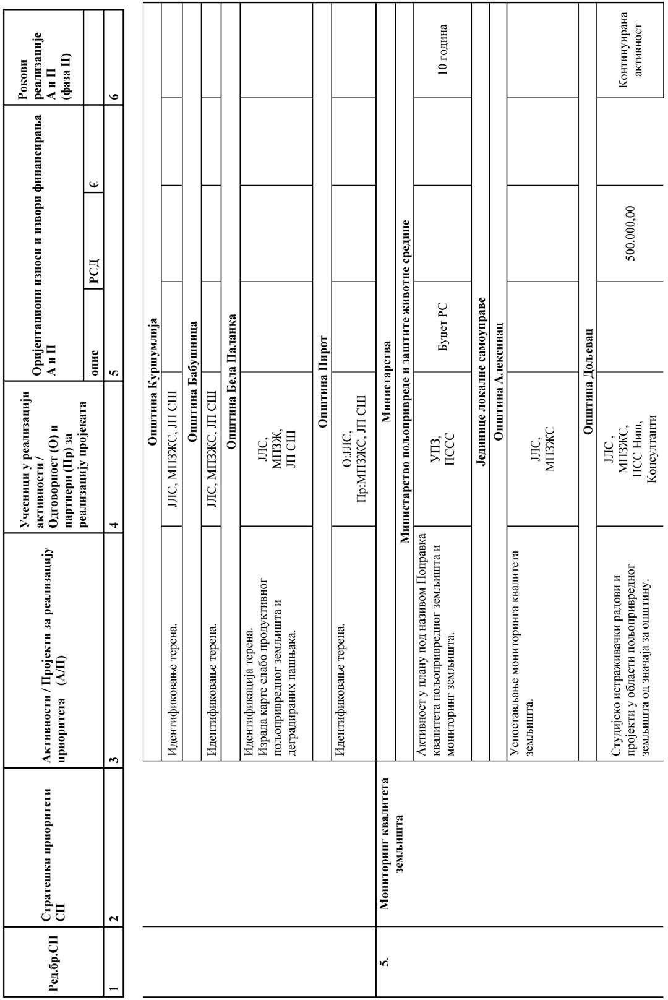 Ред.бр.СП
Стратешки приоритети
СП
Активности / Пројекти за реализацију
приоритета (А/П)
Учесници у реализацији
активности /
Одговорност (О) и
партнери (Пр) за
реализацију пројеката
Оријентациони износи и извори финансирања
А и П
опис
РСД
€
Рокови
реализације
А и П
(фаза II)
1
2
3
4
5
6
Општина Куршумлија
Идентификовање терена.
ЈЛС, МПЗЖС, ЈП СШ
Општина Бабушница
Идентификовање терена.
ЈЛС, МПЗЖС, ЈП СШ
Општина Бела Паланка
Идентификација терена.
Израда карте слабо продуктивног
пољопривредног земљишта и
деградираних пашњака.
ЈЛС,
МПЗЖ,
ЈП СШ
Општина Пирот
Идентификовање терена.
О:ЈЛС,
Пр:МПЗЖС, ЈП СШ
5.
Мониторинг квалитета
земљишта
Министарства
Министарство пољопривреде и заштите животне средине
Активност у плану под називом Поправка
квалитета пољопривредног земљишта и
мониторинг земљишта.
УПЗ,
ПССС
Буџет РС
10 година
Јединице локалне самоуправе
Општина Алексинац
Успостављање мониторинга квалитета
земљишта.
ЈЛС,
МПЗЖС
Општина Дољевац
Студијско истраживачки радови и
пројекти у области пољопривредног
земљишта од значаја за општину.
ЈЛС ,
МПЗЖС,
ПСС Ниш,
Консултанти
500.000,00
Континуирана
активност